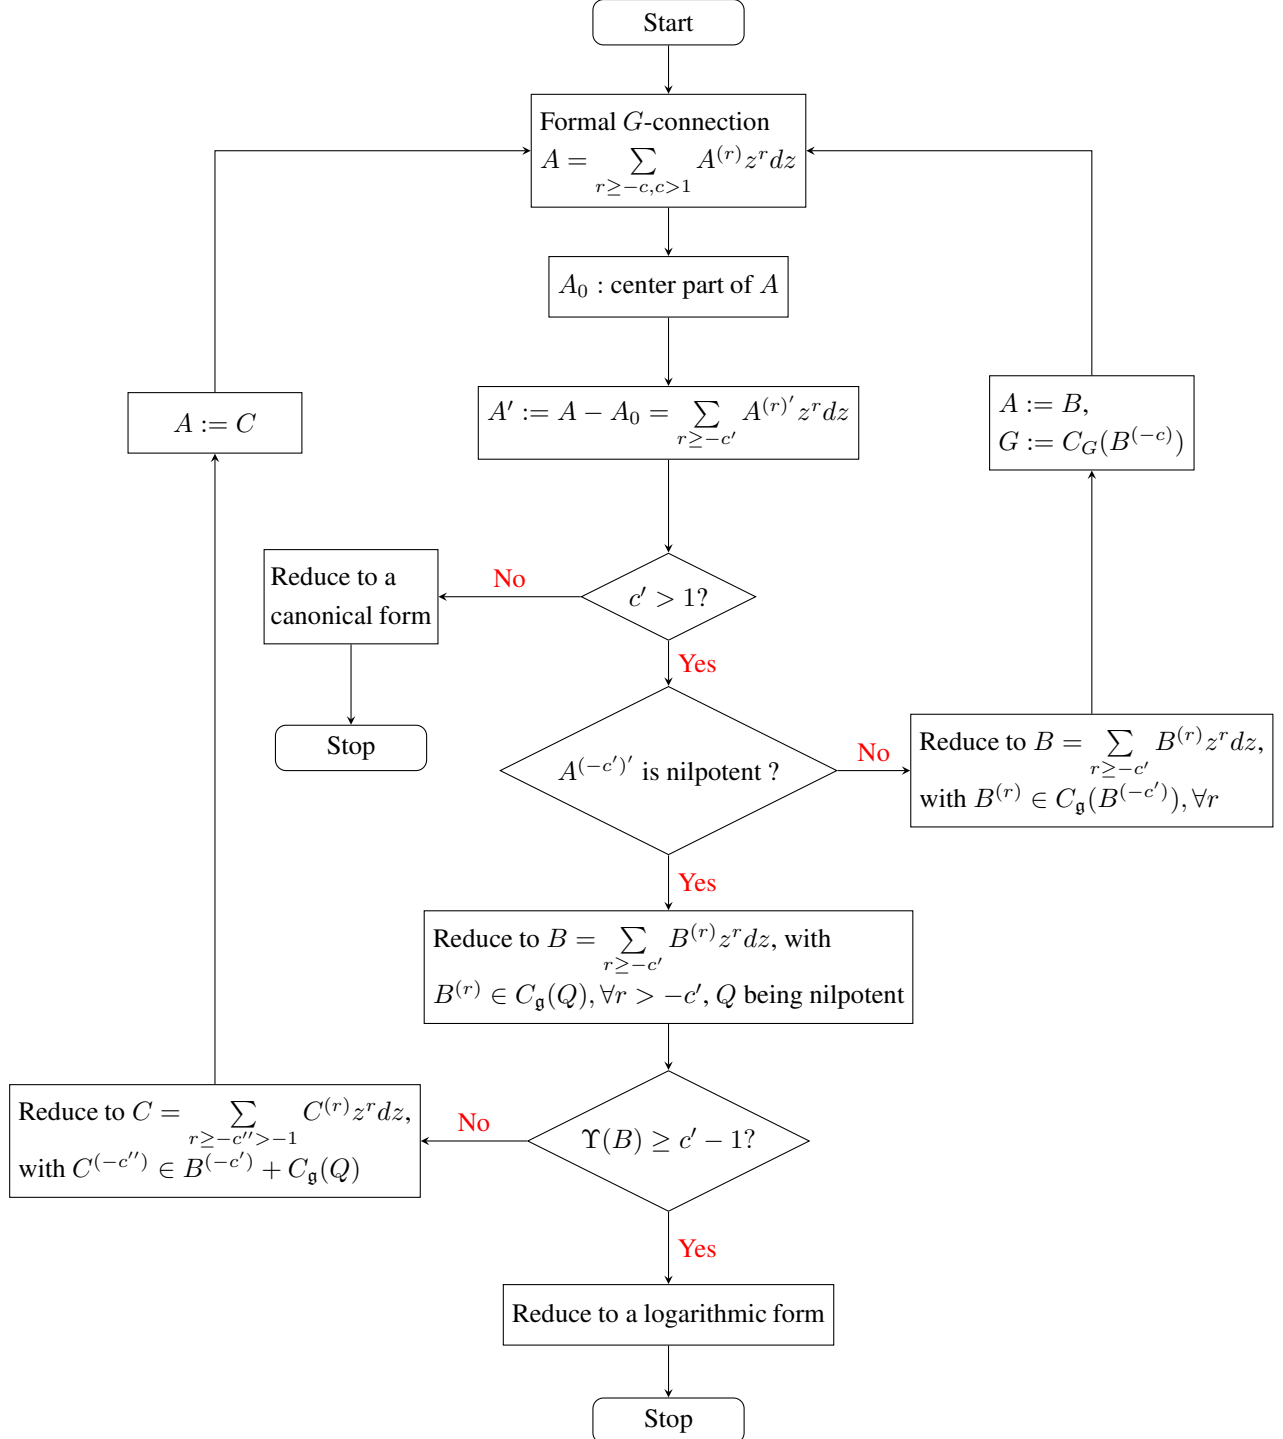 Start
Formal G-connection
A = ∑_{r≥−c,c>1} A^{(r)} z^r dz
A_0 : center part of A
A′ := A − A_0 = ∑_{r≥−c′} A^{(r)′} z^r dz
A := C
A := B,
G := C_G(B^{(−c)})
Reduce to a
canonical form
No
c′ > 1?
Yes
Stop
A^{(−c′)′} is nilpotent ?
No
Reduce to B = ∑_{r≥−c′} B^{(r)} z^r dz,
with B^{(r)} ∈ C_𝔤(B^{(−c′)}), ∀r
Yes
Reduce to B = ∑_{r≥−c′} B^{(r)} z^r dz, with
B^{(r)} ∈ C_𝔤(Q), ∀r > −c′, Q being nilpotent
Reduce to C = ∑_{r≥−c′′>−1} C^{(r)} z^r dz,
with C^{(−c′′)} ∈ B^{(−c′)} + C_𝔤(Q)
No
ϒ(B) ≥ c′ − 1?
Yes
Reduce to a logarithmic form
Stop